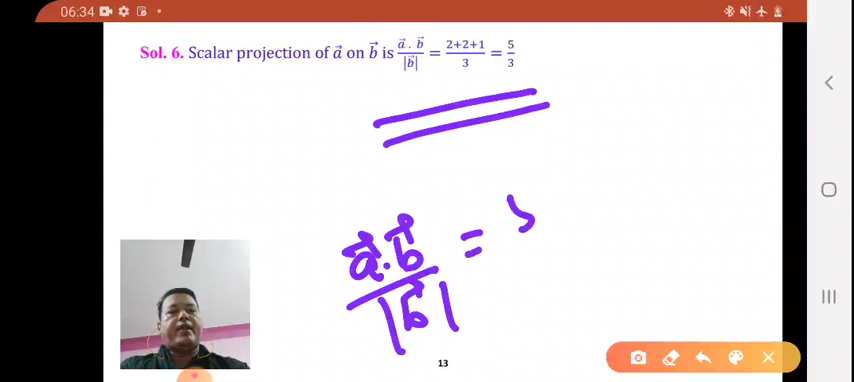 06:34
Sol. 6. Scalar projection of a⃗ on b⃗ is (a⃗ . b⃗)/|b⃗| = (2+2+1)/3 = 5/3
(a⃗.b⃗)/|b⃗| =
13